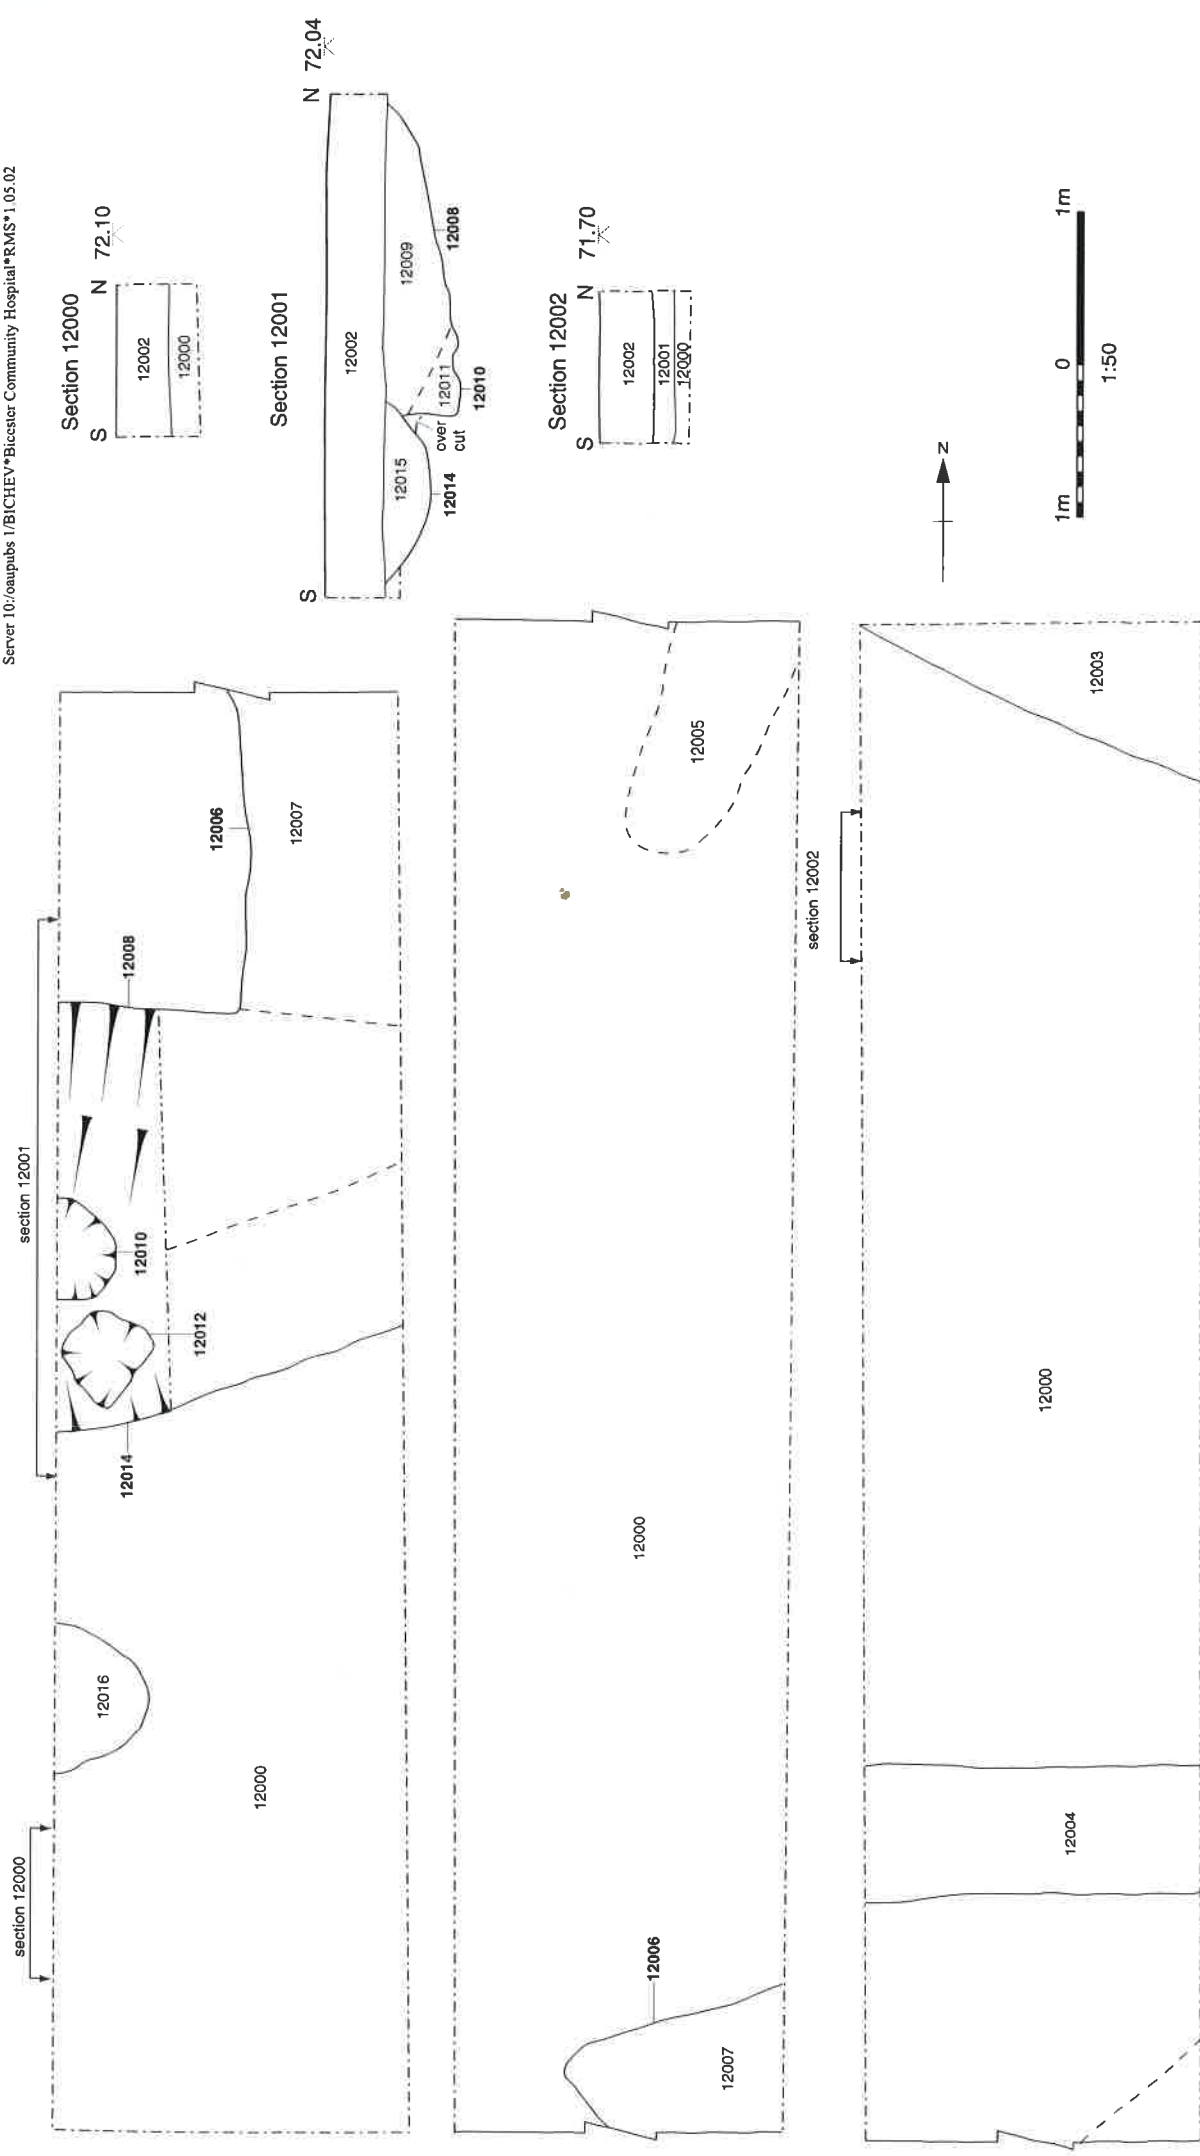 Server 10:/oaupubs 1/BICHEV*Bicester Community Hospital*RMS*1.05.02
Section 12000
S
N
72.10
12002
12000
Section 12001
S
N
72.04
12002
12009
12008
12011
12010
over
cut
12015
12014
Section 12002
S
N
71.70
12002
12001
12000
N
1m
0
1m
1:50
section 12000
section 12001
12016
12000
12014
12012
12010
12008
12006
12007
12006
12007
12000
12005
section 12002
12004
12000
12003